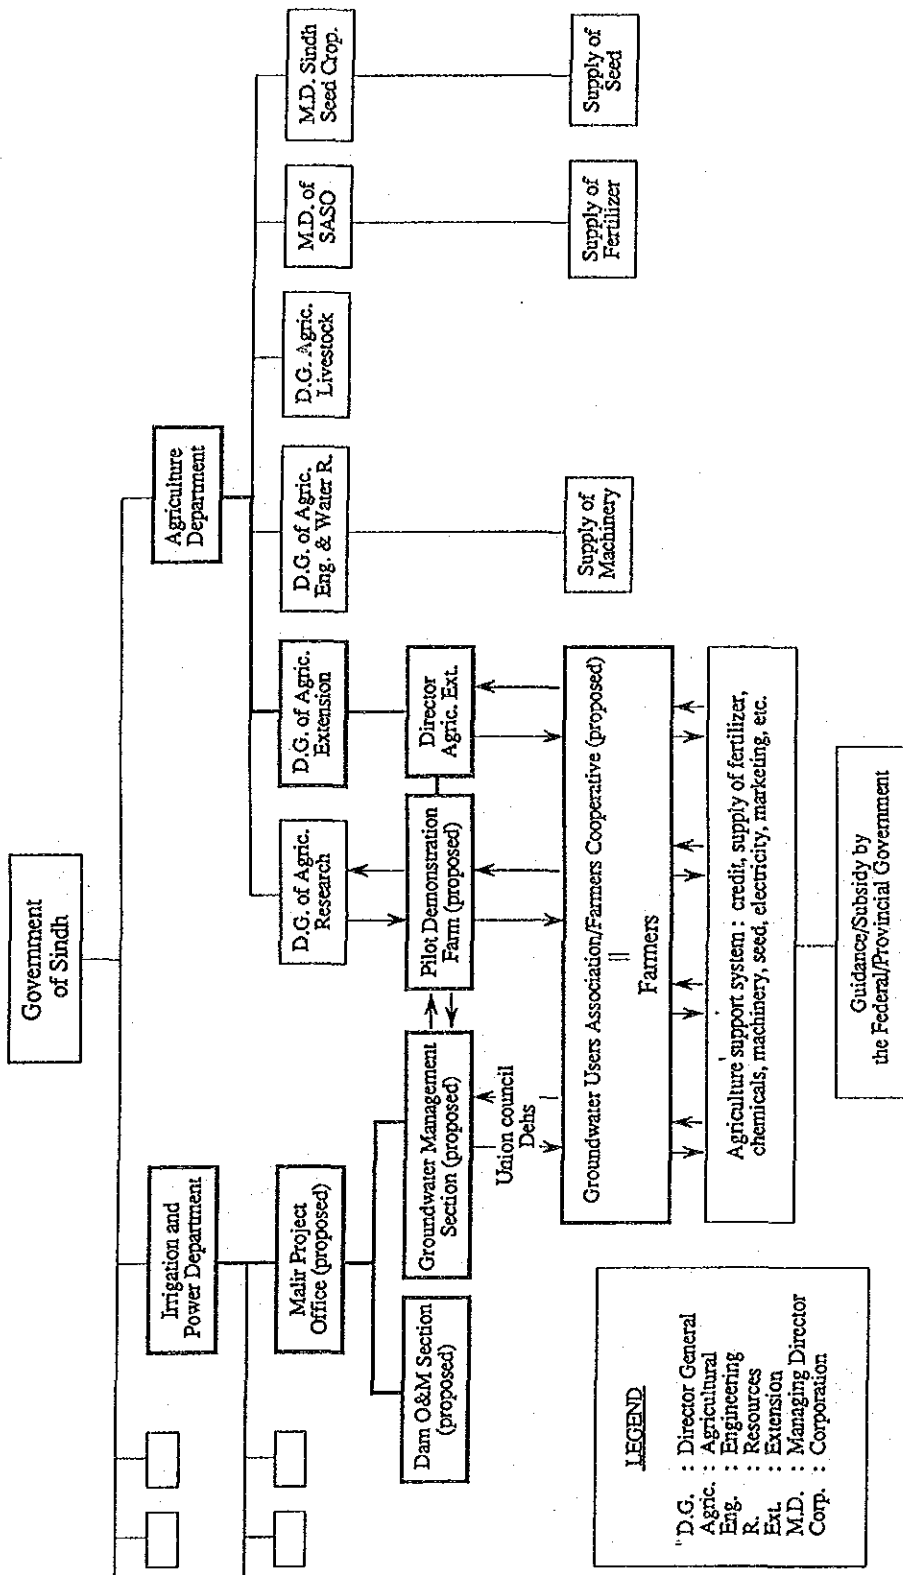 Government
of Sindh
Irrigation and
Power Department
Agriculture
Department
Malir Project
Office (proposed)
D.G. of Agric.
Research
D.G. of Agric.
Extension
D.G. of Agric.
Eng. & Water R.
D.G. Agric.
Livestock
M.D. of
SASO
M.D. Sindh
Seed Crop.
Dam O&M Section
(proposed)
Groundwater Management
Section (proposed)
Pilot Demonstration
Farm (proposed)
Director
Agric. Ext.
Union council
Dehs
Supply of
Machinery
Supply of
Fertilizer
Supply of
Seed
Groundwater Users Association/Farmers Cooperative (proposed)
||
Farmers
Agriculture support system : credit, supply of fertilizer,
chemicals, machinery, seed, electricity, marketing, etc.
Guidance/Subsidy by
the Federal/Provincial Government
LEGEND
D.G. : Director General
Agric. : Agricultural
Eng. : Engineering
R. : Resources
Ext. : Extension
M.D. : Managing Director
Corp. : Corporation